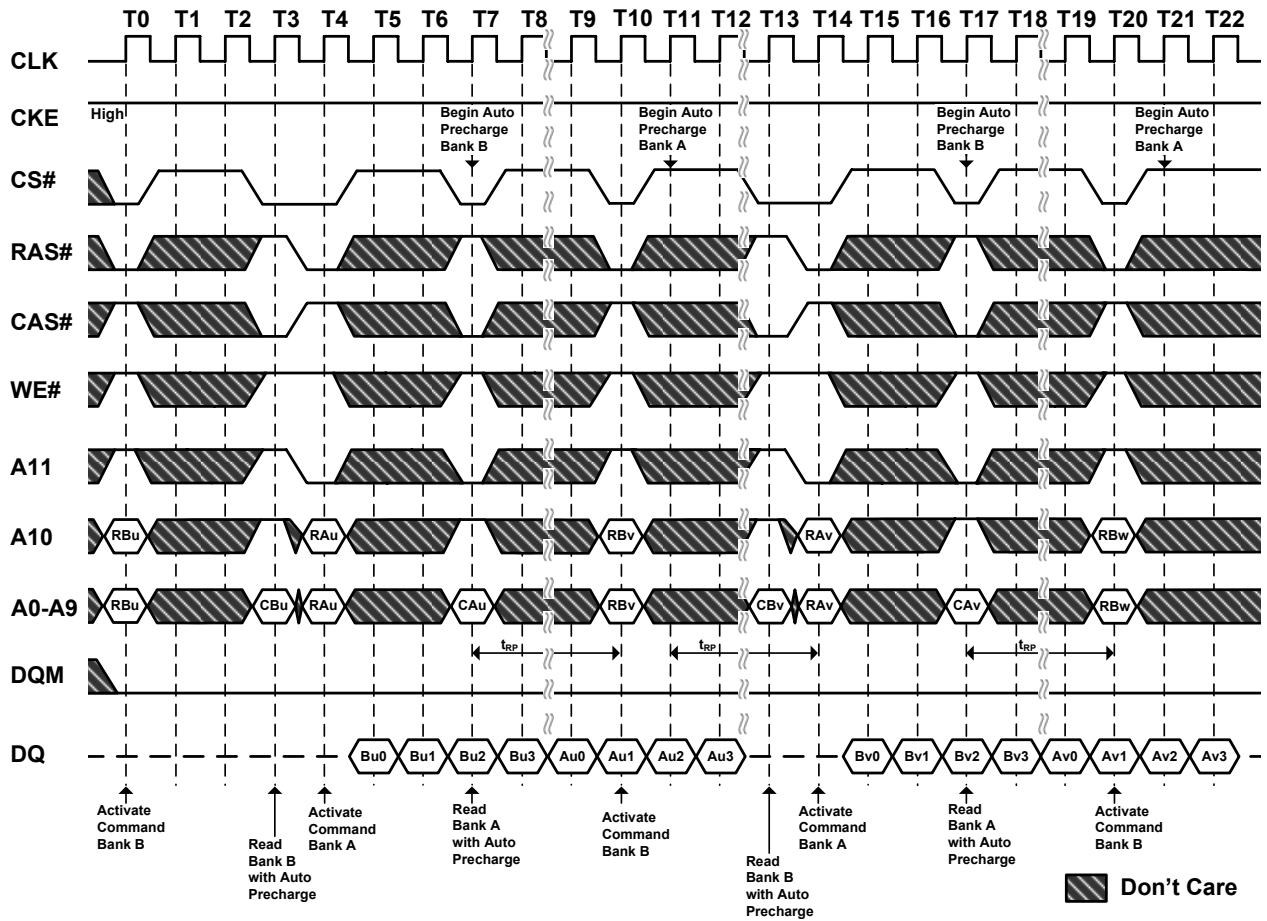 T0 T1 T2 T3 T4 T5 T6 T7 T8 T9 T10 T11 T12 T13 T14 T15 T16 T17 T18 T19 T20 T21 T22
CLK
CKE
High
Begin Auto
Precharge
Bank B
Begin Auto
Precharge
Bank A
Begin Auto
Precharge
Bank B
Begin Auto
Precharge
Bank A
CS#
RAS#
CAS#
WE#
A11
A10
RBu RAu RBv RAv RBw
A0-A9
RBu CBu RAu CAu RBv CBv RAv CAv RBw
tRP tRP tRP
DQM
DQ
Bu0 Bu1 Bu2 Bu3 Au0 Au1 Au2 Au3 Bv0 Bv1 Bv2 Bv3 Av0 Av1 Av2 Av3
Activate
Command
Bank B
Read
Bank B
with Auto
Precharge
Activate
Command
Bank A
Read
Bank A
with Auto
Precharge
Activate
Command
Bank B
Read
Bank B
with Auto
Precharge
Activate
Command
Bank A
Read
Bank A
with Auto
Precharge
Activate
Command
Bank B
Don't Care